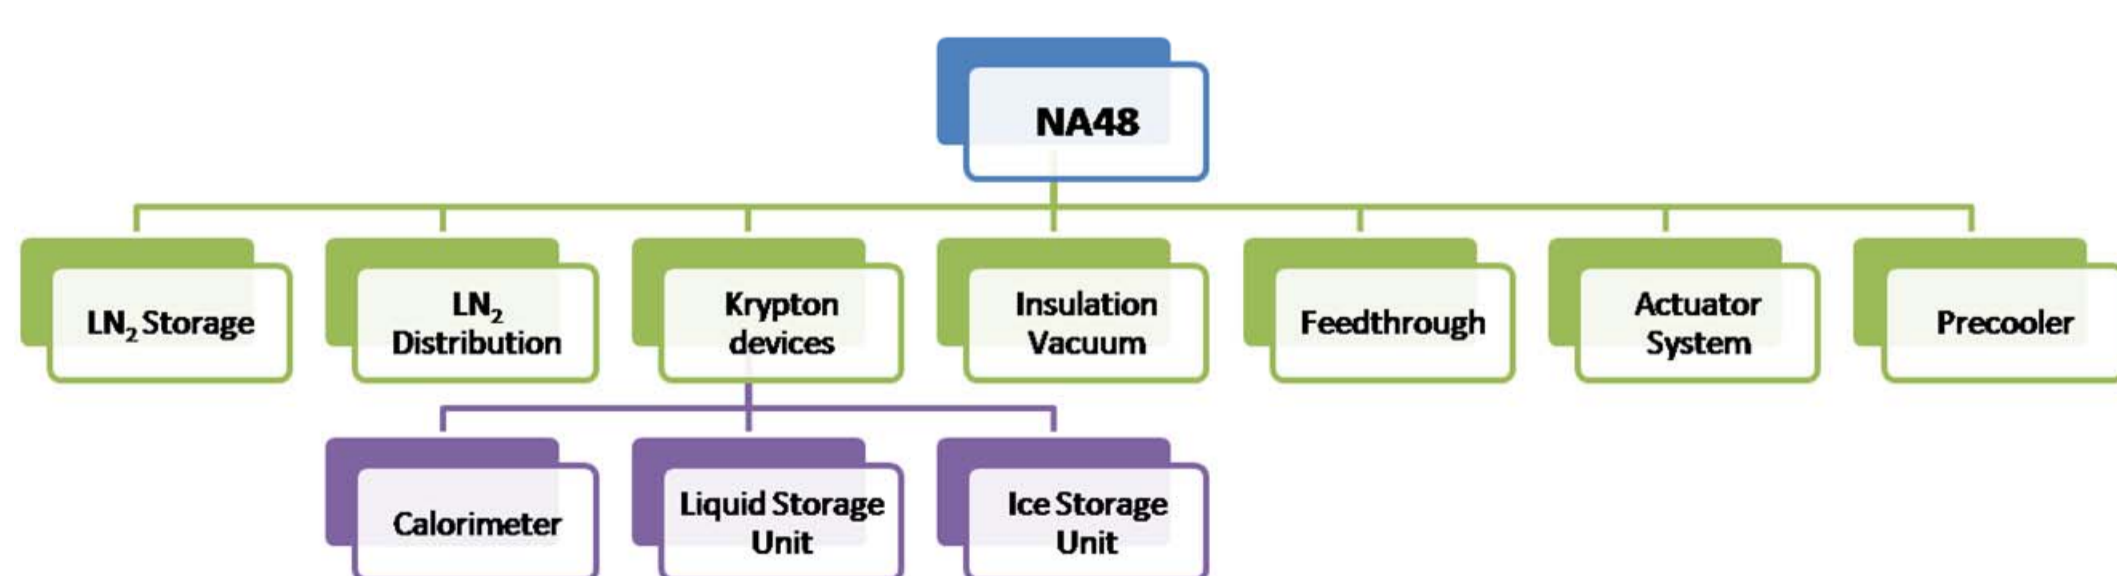 NA48
LN₂ Storage
LN₂
Distribution
Krypton
devices
Insulation
Vacuum
Feedthrough
Actuator
System
Precooler
Calorimeter
Liquid Storage
Unit
Ice Storage
Unit